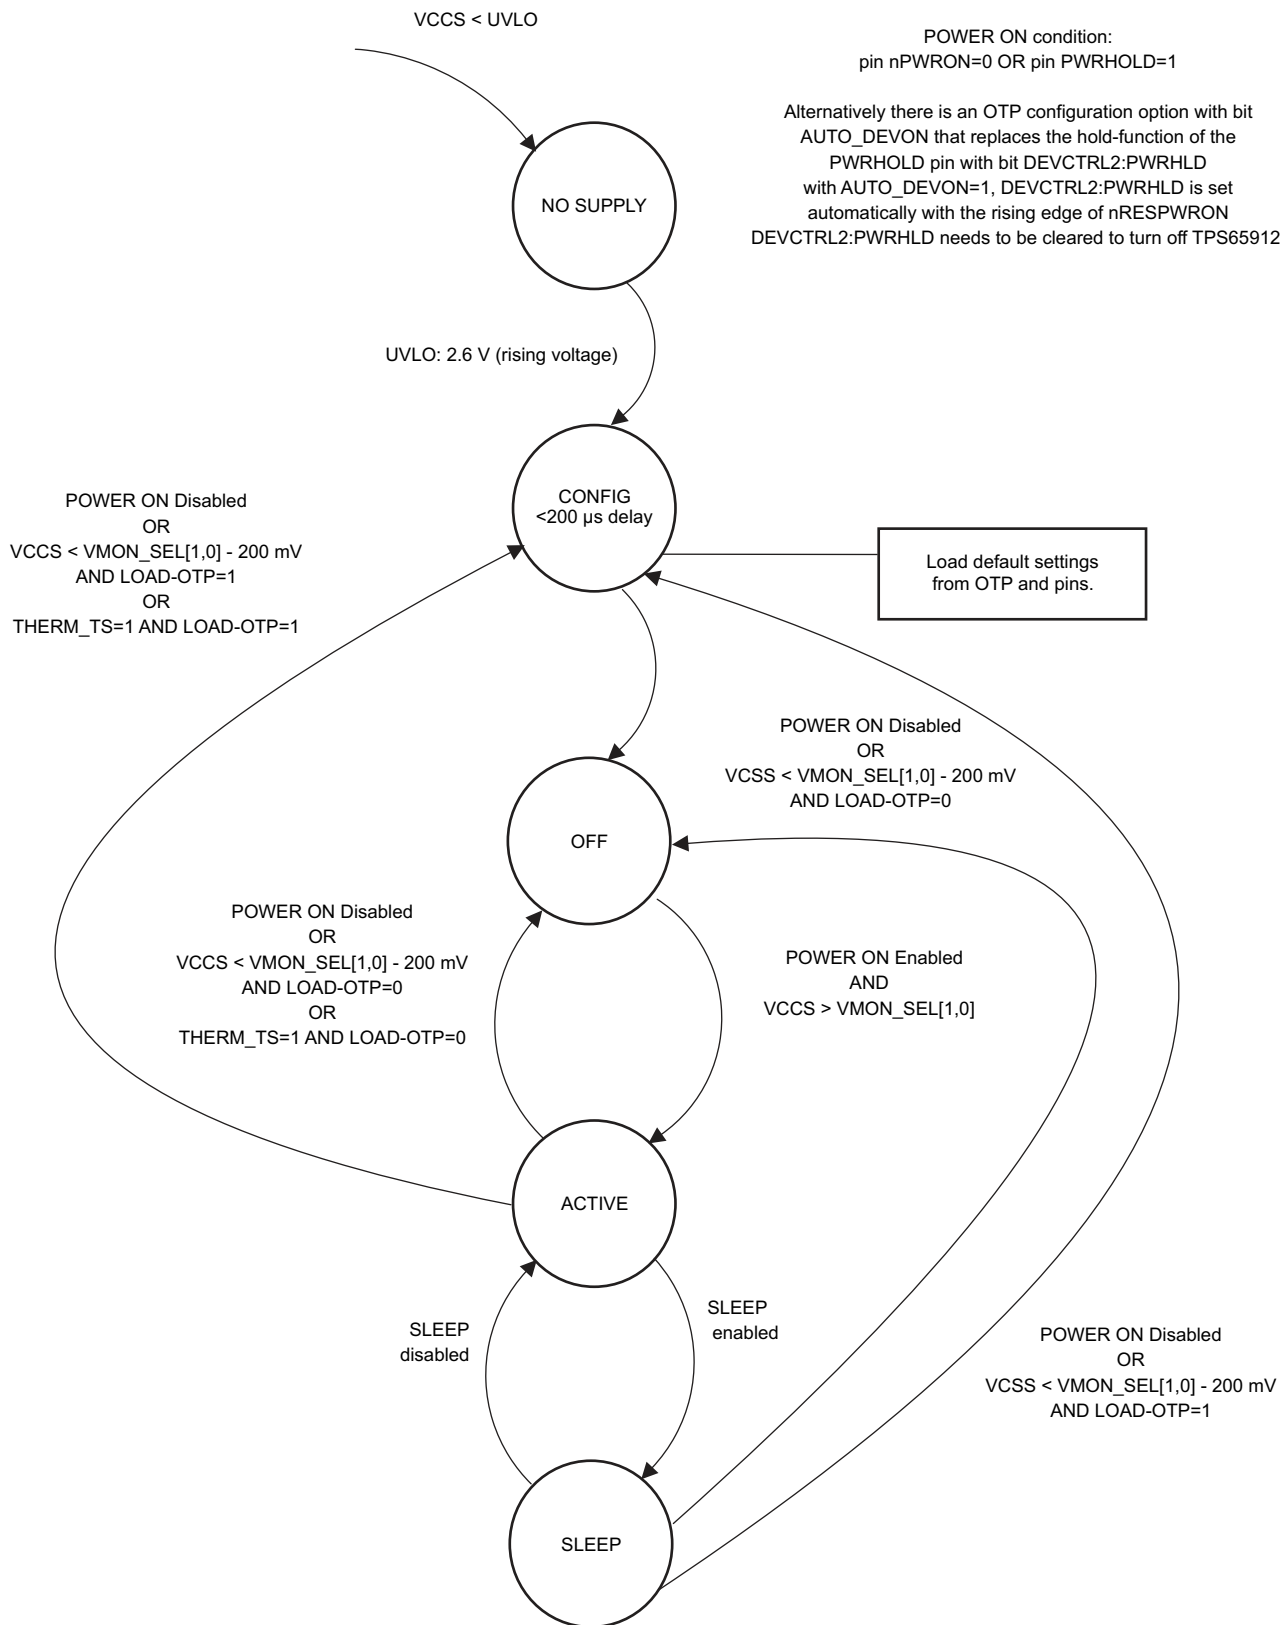 VCCS < UVLO
POWER ON condition:
pin nPWRON=0 OR pin PWRHOLD=1
Alternatively there is an OTP configuration option with bit
AUTO_DEVON that replaces the hold-function of the
PWRHOLD pin with bit DEVCTRL2:PWRHLD
with AUTO_DEVON=1, DEVCTRL2:PWRHLD is set
automatically with the rising edge of nRESPWRON
DEVCTRL2:PWRHLD needs to be cleared to turn off TPS65912
NO SUPPLY
UVLO: 2.6 V (rising voltage)
CONFIG
<200 µs delay
POWER ON Disabled
OR
VCCS < VMON_SEL[1,0] - 200 mV
AND LOAD-OTP=1
OR
THERM_TS=1 AND LOAD-OTP=1
Load default settings
from OTP and pins.
POWER ON Disabled
OR
VCSS < VMON_SEL[1,0] - 200 mV
AND LOAD-OTP=0
OFF
POWER ON Disabled
OR
VCCS < VMON_SEL[1,0] - 200 mV
AND LOAD-OTP=0
OR
THERM_TS=1 AND LOAD-OTP=0
POWER ON Enabled
AND
VCCS > VMON_SEL[1,0]
ACTIVE
SLEEP
disabled
SLEEP
enabled
POWER ON Disabled
OR
VCSS < VMON_SEL[1,0] - 200 mV
AND LOAD-OTP=1
SLEEP